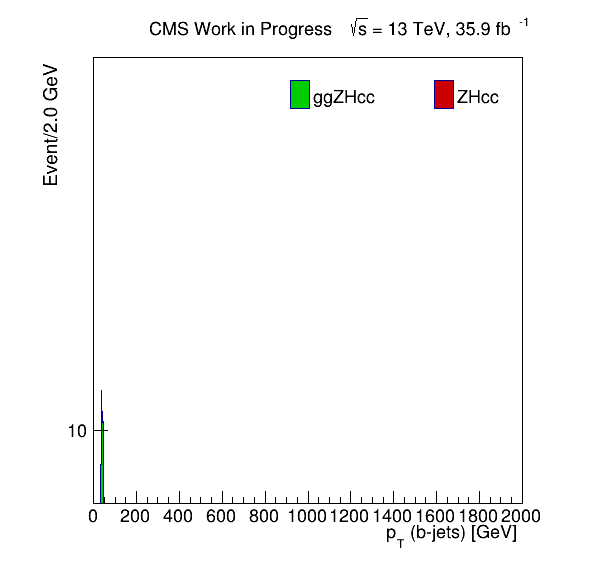 CMS Work in Progress √s = 13 TeV, 35.9 fb⁻¹
Event/2.0 GeV
ggZHcc ZHcc
10
0 200 400 600 800 1000 1200 1400 1600 1800 2000
p_T (b-jets) [GeV]